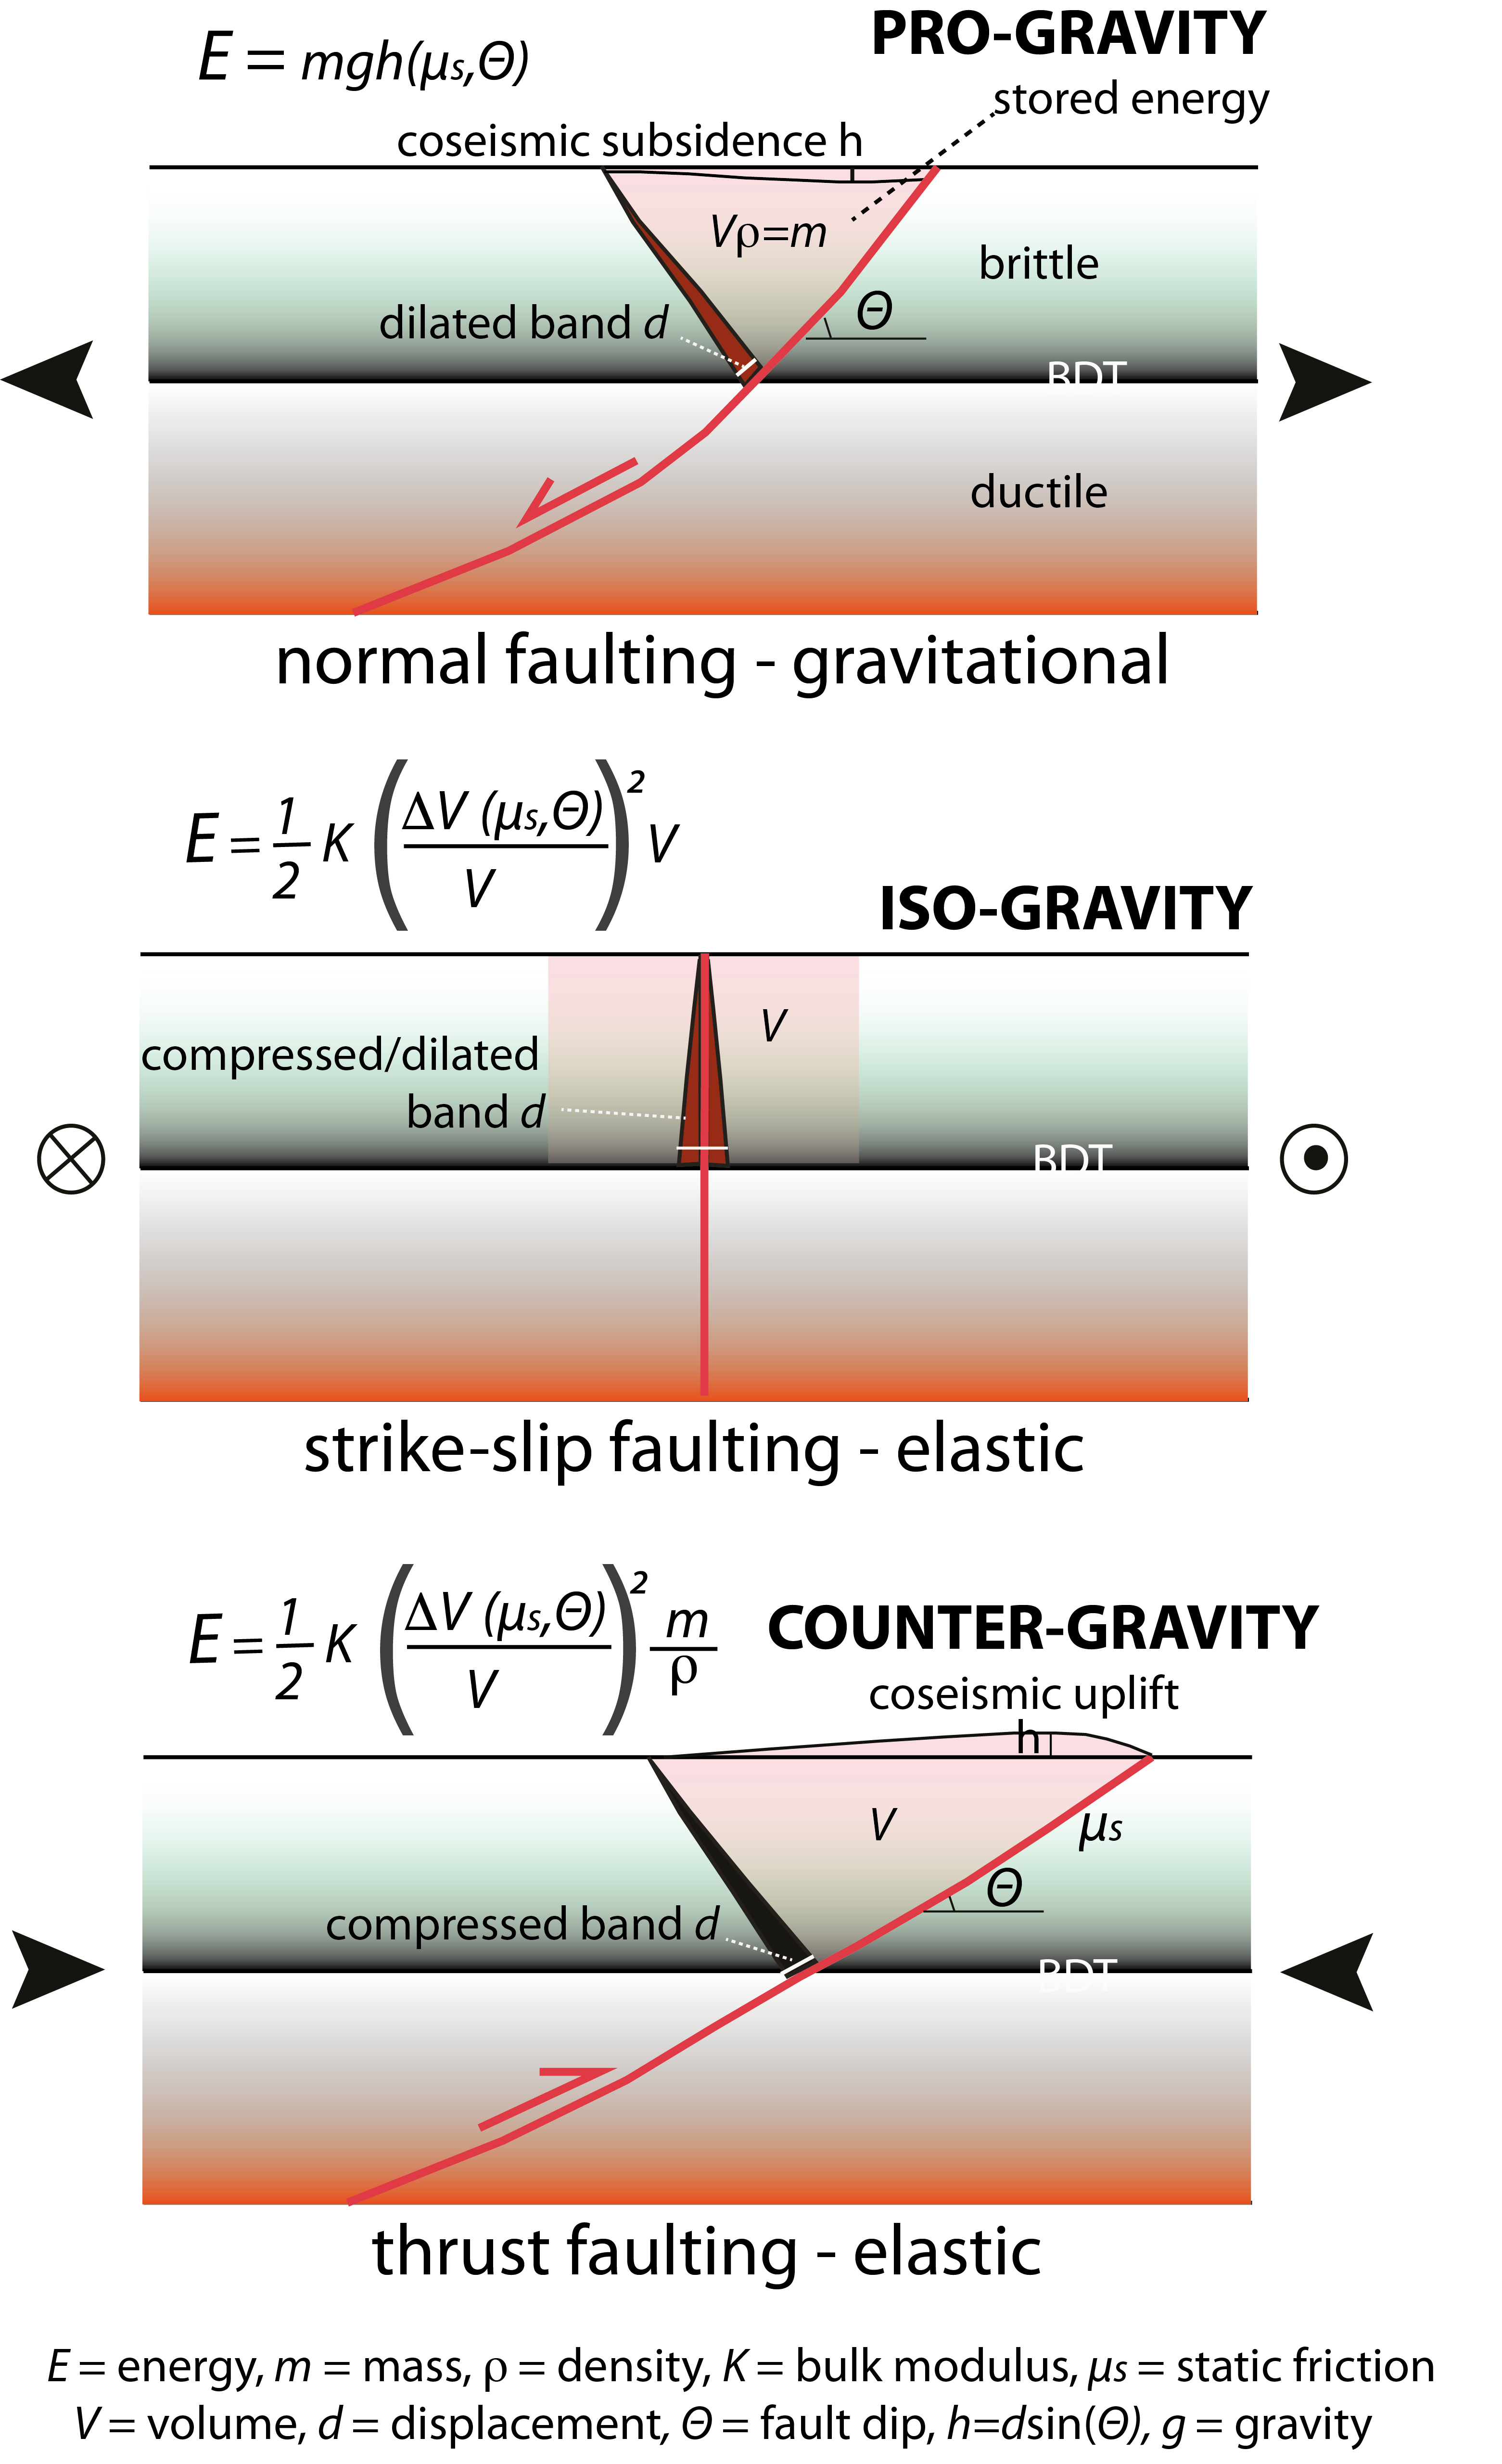 PRO-GRAVITY
E = mgh(μs,Θ)
stored energy
coseismic subsidence h
Vρ=m
brittle
Θ
dilated band d
BDT
ductile
normal faulting - gravitational
E = 1/2 K (ΔV (μs,Θ)/V)² V
ISO-GRAVITY
V
compressed/dilated
band d
BDT
strike-slip faulting - elastic
E = 1/2 K (ΔV (μs,Θ)/V)² m/ρ
COUNTER-GRAVITY
coseismic uplift
h
V
μs
Θ
compressed band d
BDT
thrust faulting - elastic
E = energy, m = mass, ρ = density, K = bulk modulus, μs = static friction
V = volume, d = displacement, Θ = fault dip, h=dsin(Θ), g = gravity